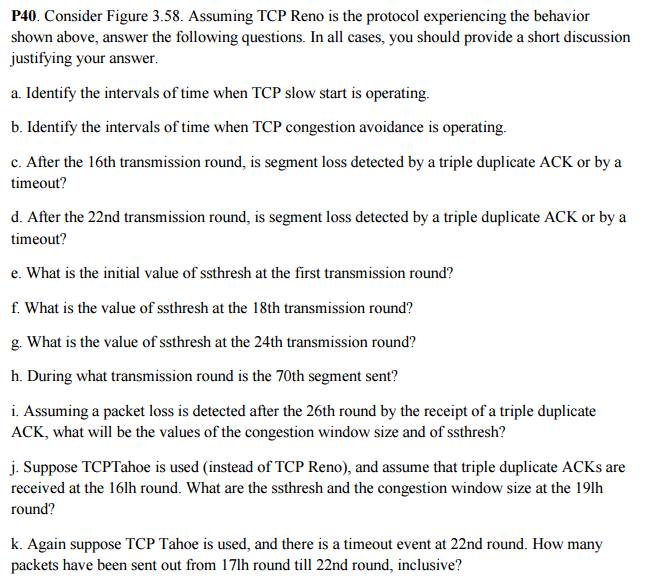 P40. Consider Figure 3.58. Assuming TCP Reno is the protocol experiencing the behavior
shown above, answer the following questions. In all cases, you should provide a short discussion
justifying your answer.
a. Identify the intervals of time when TCP slow start is operating.
b. Identify the intervals of time when TCP congestion avoidance is operating.
c. After the 16th transmission round, is segment loss detected by a triple duplicate ACK or by a
timeout?
d. After the 22nd transmission round, is segment loss detected by a triple duplicate ACK or by a
timeout?
e. What is the initial value of ssthresh at the first transmission round?
f. What is the value of ssthresh at the 18th transmission round?
g. What is the value of ssthresh at the 24th transmission round?
h. During what transmission round is the 70th segment sent?
i. Assuming a packet loss is detected after the 26th round by the receipt of a triple duplicate
ACK, what will be the values of the congestion window size and of ssthresh?
j. Suppose TCPTahoe is used (instead of TCP Reno), and assume that triple duplicate ACKs are
received at the 16lh round. What are the ssthresh and the congestion window size at the 19lh
round?
k. Again suppose TCP Tahoe is used, and there is a timeout event at 22nd round. How many
packets have been sent out from 17lh round till 22nd round, inclusive?